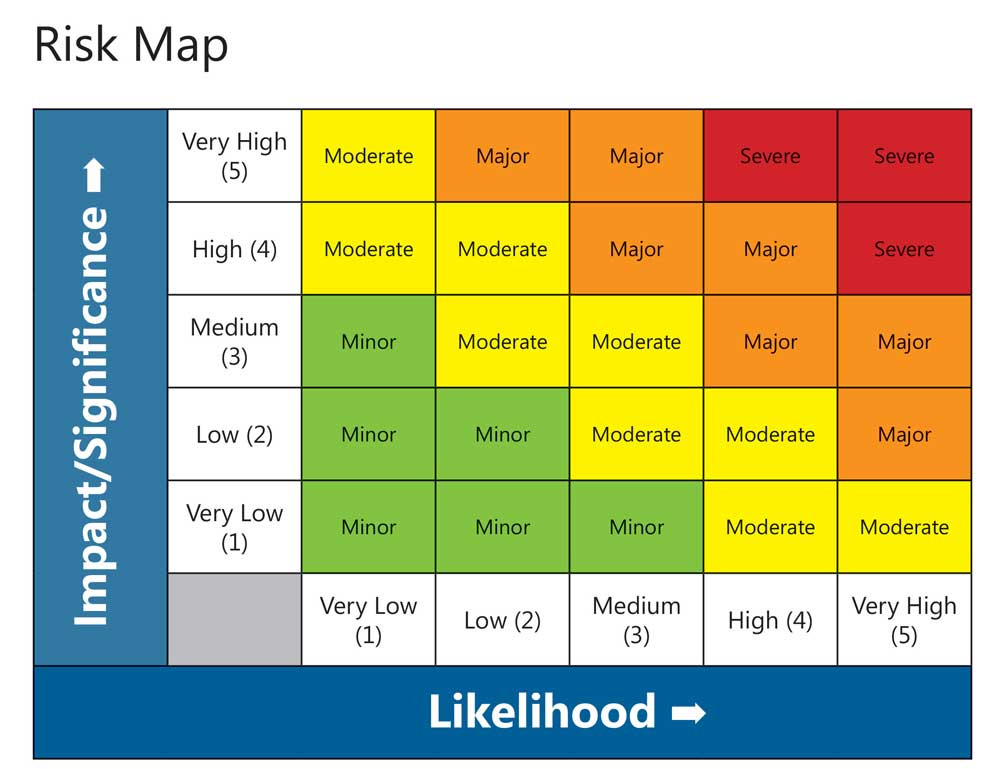 Risk Map
Impact/Significance ➡
Very High
(5)
Moderate
Major
Major
Severe
Severe
High (4)
Moderate
Moderate
Major
Major
Severe
Medium
(3)
Minor
Moderate
Moderate
Major
Major
Low (2)
Minor
Minor
Moderate
Moderate
Major
Very Low
(1)
Minor
Minor
Minor
Moderate
Moderate
Very Low
(1)
Low (2)
Medium
(3)
High (4)
Very High
(5)
Likelihood ➡